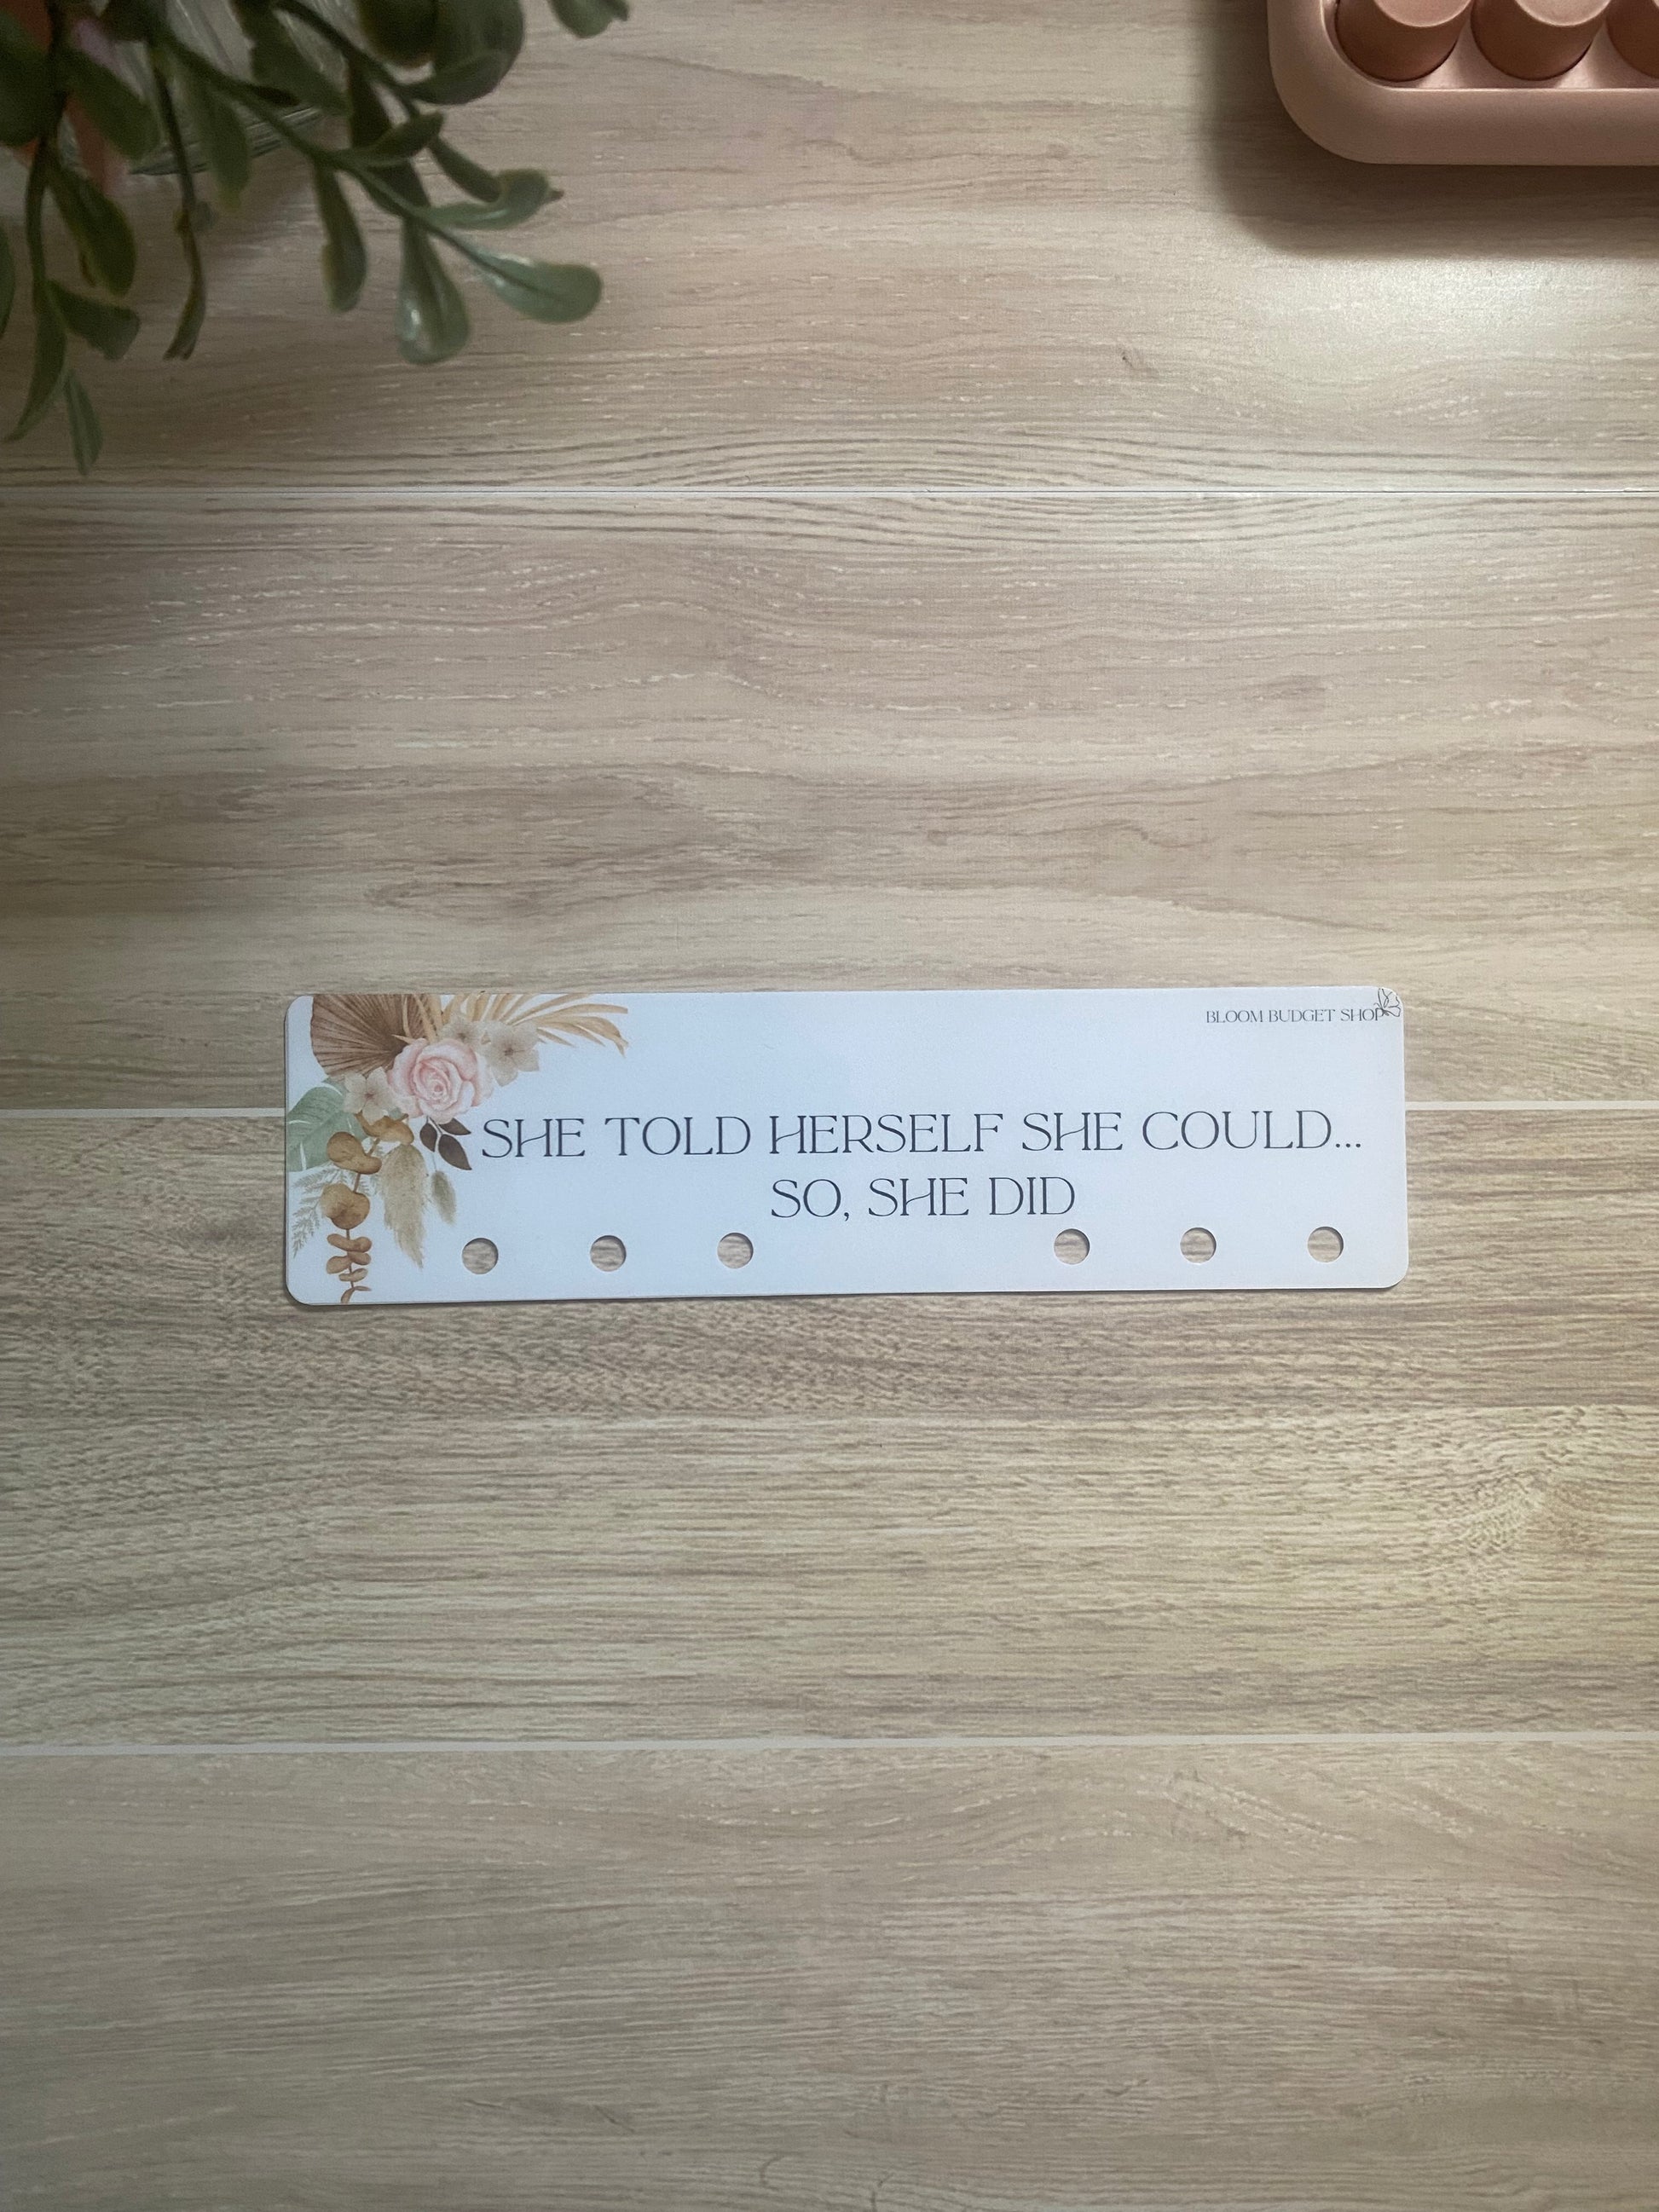 BLOOM BUDGET SHOP
SHE TOLD HERSELF SHE COULD...
SO, SHE DID